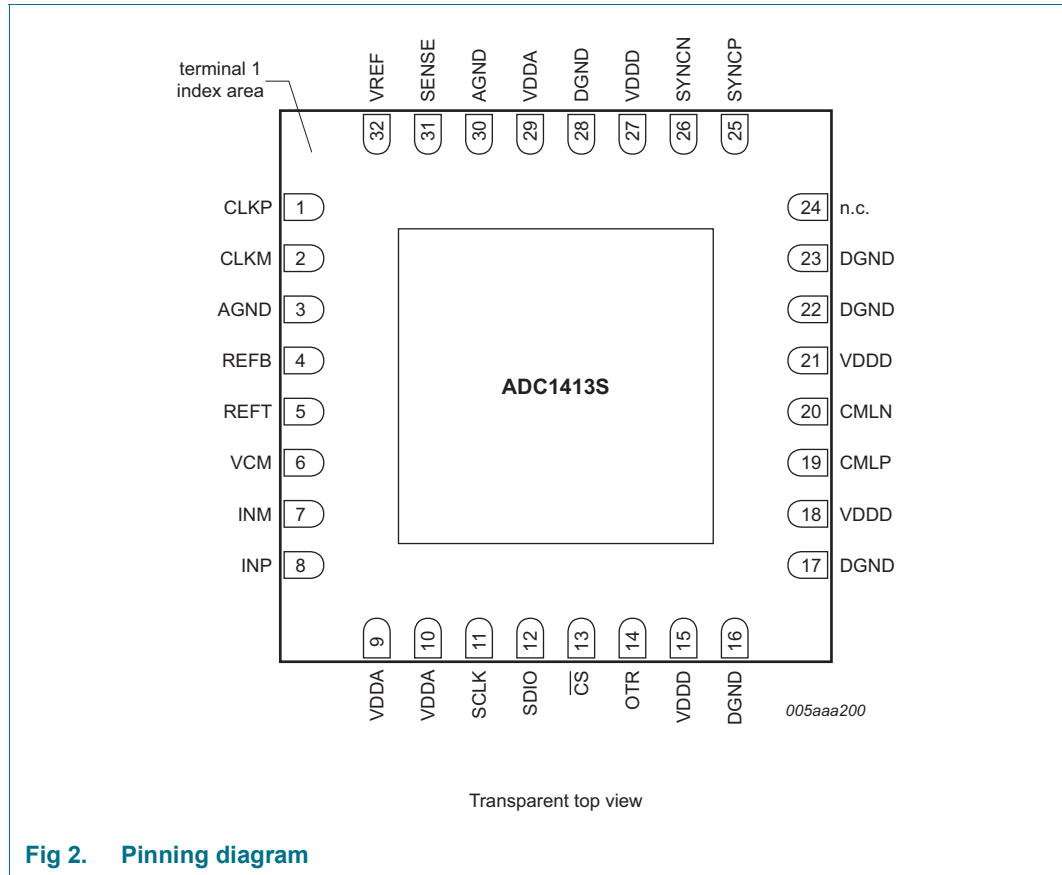 terminal 1
index area
VREF
SENSE
AGND
VDDA
DGND
VDDD
SYNCN
SYNCP
32
31
30
29
28
27
26
25
CLKP 1
CLKM 2
AGND 3
REFB 4
REFT 5
VCM 6
INM 7
INP 8
ADC1413S
24 n.c.
23 DGND
22 DGND
21 VDDD
20 CMLN
19 CMLP
18 VDDD
17 DGND
9
10
11
12
13
14
15
16
VDDA
VDDA
SCLK
SDIO
C̅S̅
OTR
VDDD
DGND
005aaa200
Transparent top view
Fig 2. Pinning diagram